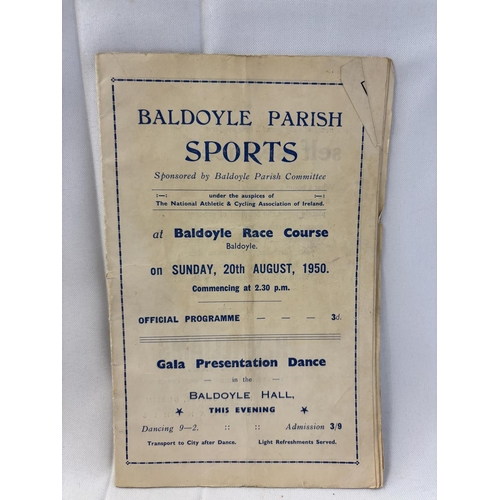 BALDOYLE PARISH
SPORTS
Sponsored by Baldoyle Parish Committee
:—: under the auspices of :—:
The National Athletic & Cycling Association of Ireland.
at Baldoyle Race Course
Baldoyle.
on SUNDAY, 20th AUGUST, 1950.
Commencing at 2.30 p.m.
OFFICIAL PROGRAMME — — — 3d.
Gala Presentation Dance
— in the —
BALDOYLE HALL,
★ THIS EVENING ★
Dancing 9–2. :: :: Admission 3/9
Transport to City after Dance. Light Refreshments Served.